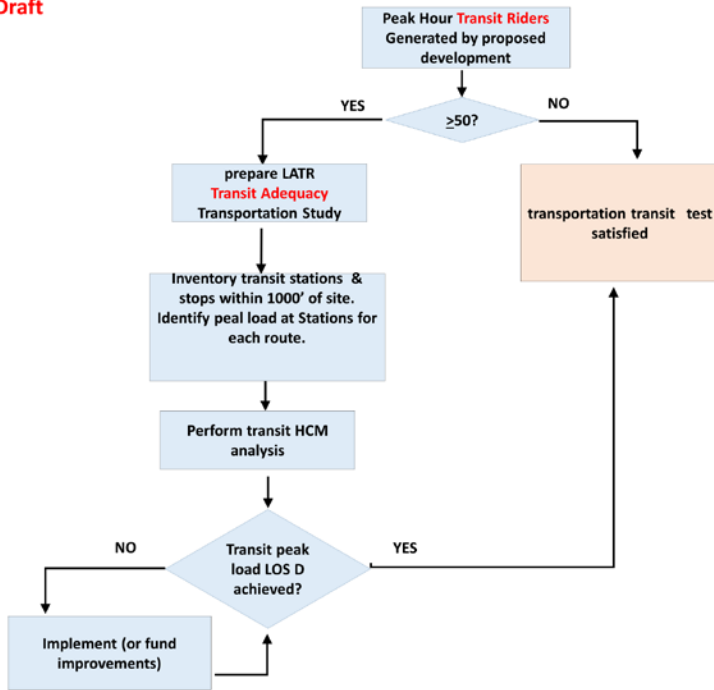 Draft
Peak Hour Transit Riders
Generated by proposed
development
YES
NO
>50?
prepare LATR
Transit Adequacy
Transportation Study
transportation transit test
satisfied
Inventory transit stations &
stops within 1000' of site.
Identify peal load at Stations for
each route.
Perform transit HCM
analysis
NO
Transit peak
load LOS D
achieved?
YES
Implement (or fund
improvements)